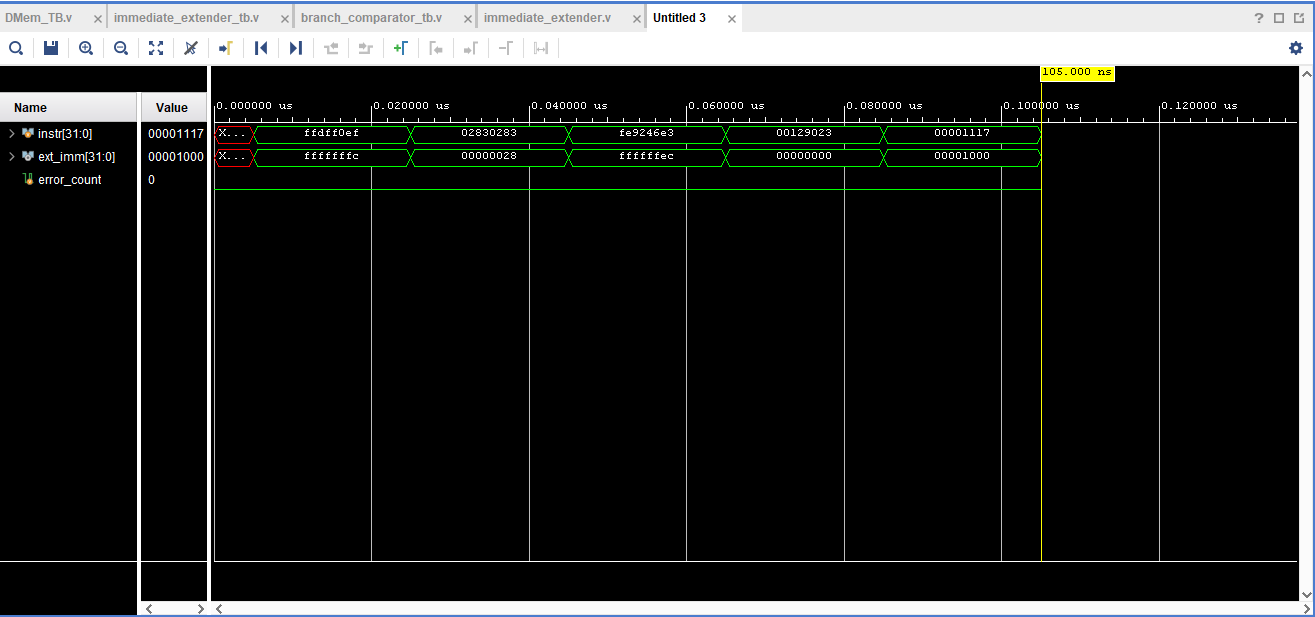 DMem_TB.v × immediate_extender_tb.v × branch_comparator_tb.v × immediate_extender.v × Untitled 3 × ?
105.000 ns
Name Value 0.000000 us 0.020000 us 0.040000 us 0.060000 us 0.080000 us 0.100000 us 0.120000 us
instr[31:0] 00001117 X... ffdff0ef 02830283 fe9246e3 00129023 00001117
ext_imm[31:0] 00001000 X... fffffffc 00000028 ffffffec 00000000 00001000
error_count 0